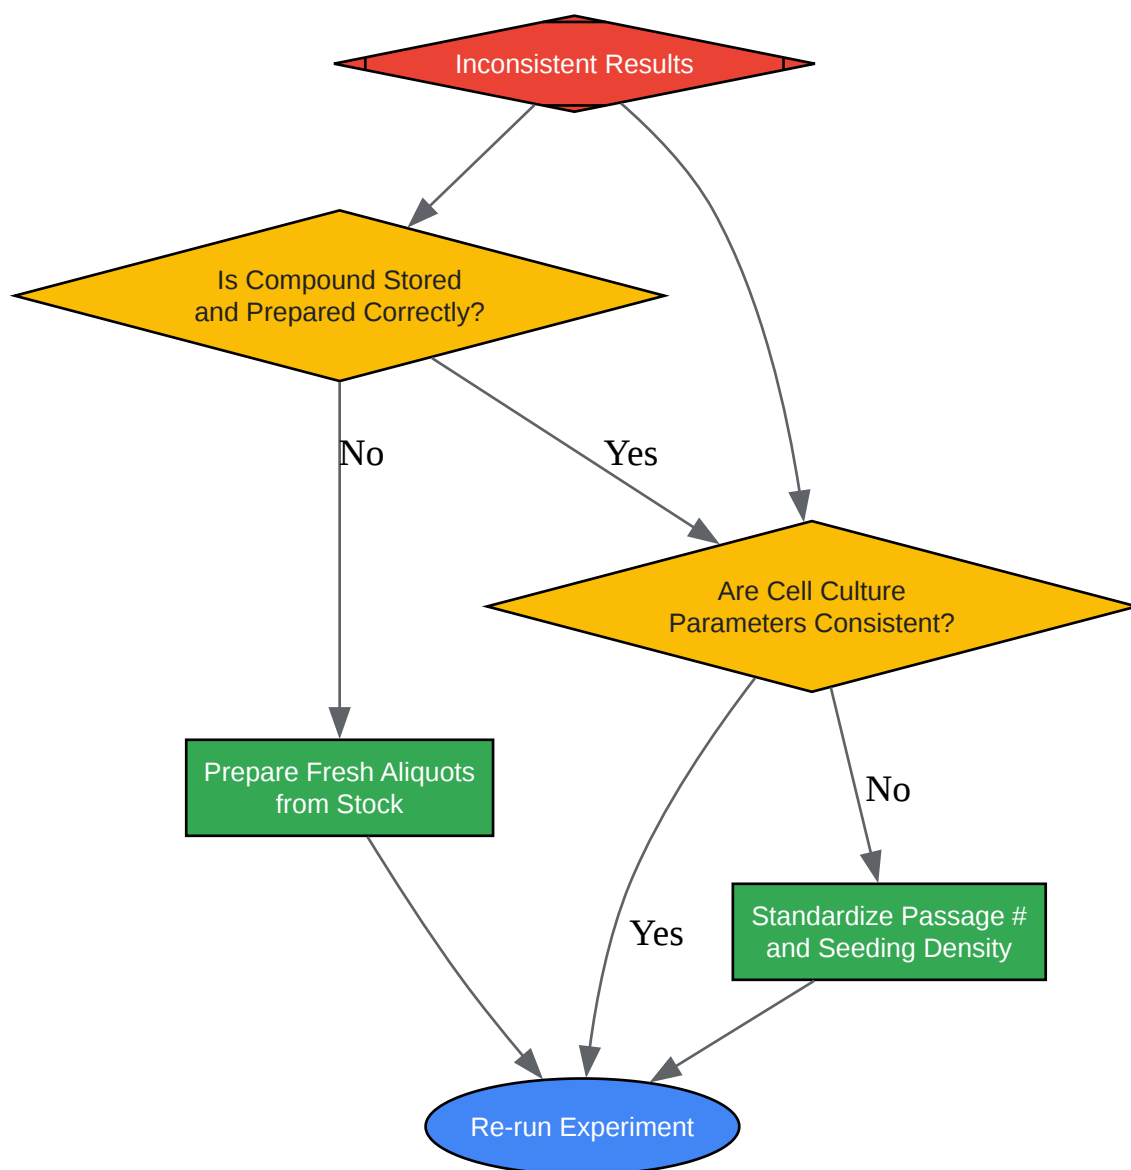 Inconsistent Results
Is Compound Stored
and Prepared Correctly?
No
Yes
Are Cell Culture
Parameters Consistent?
Prepare Fresh Aliquots
from Stock
No
Standardize Passage #
and Seeding Density
Yes
Re-run Experiment